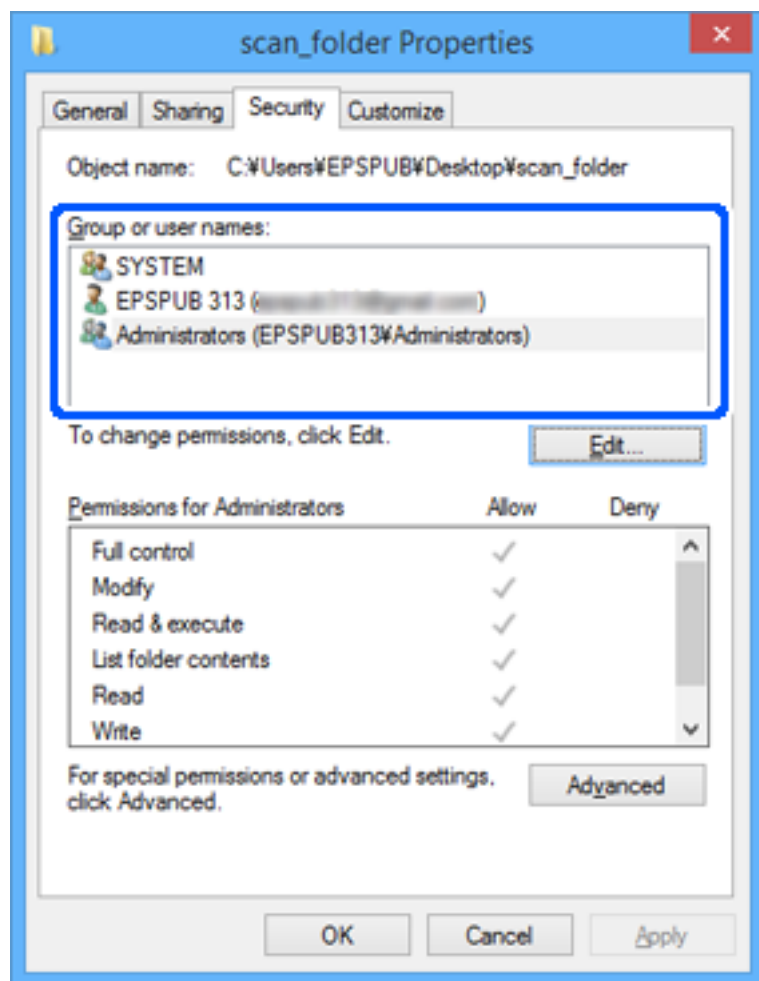 scan_folder Properties
General Sharing Security Customize
Object name: C:¥Users¥EPSPUB¥Desktop¥scan_folder
Group or user names:
SYSTEM
EPSPUB 313 ( )
Administrators (EPSPUB313¥Administrators)
To change permissions, click Edit.
Edit...
Permissions for Administrators Allow Deny
Full control
Modify
Read & execute
List folder contents
Read
Write
For special permissions or advanced settings,
click Advanced.
Advanced
OK Cancel Apply